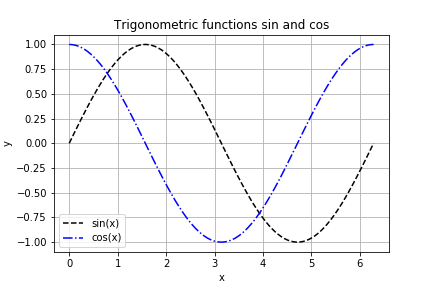 Trigonometric functions sin and cos
1.00
0.75
0.50
0.25
0.00
−0.25
−0.50
−0.75
−1.00
y
sin(x)
cos(x)
0 1 2 3 4 5 6
x